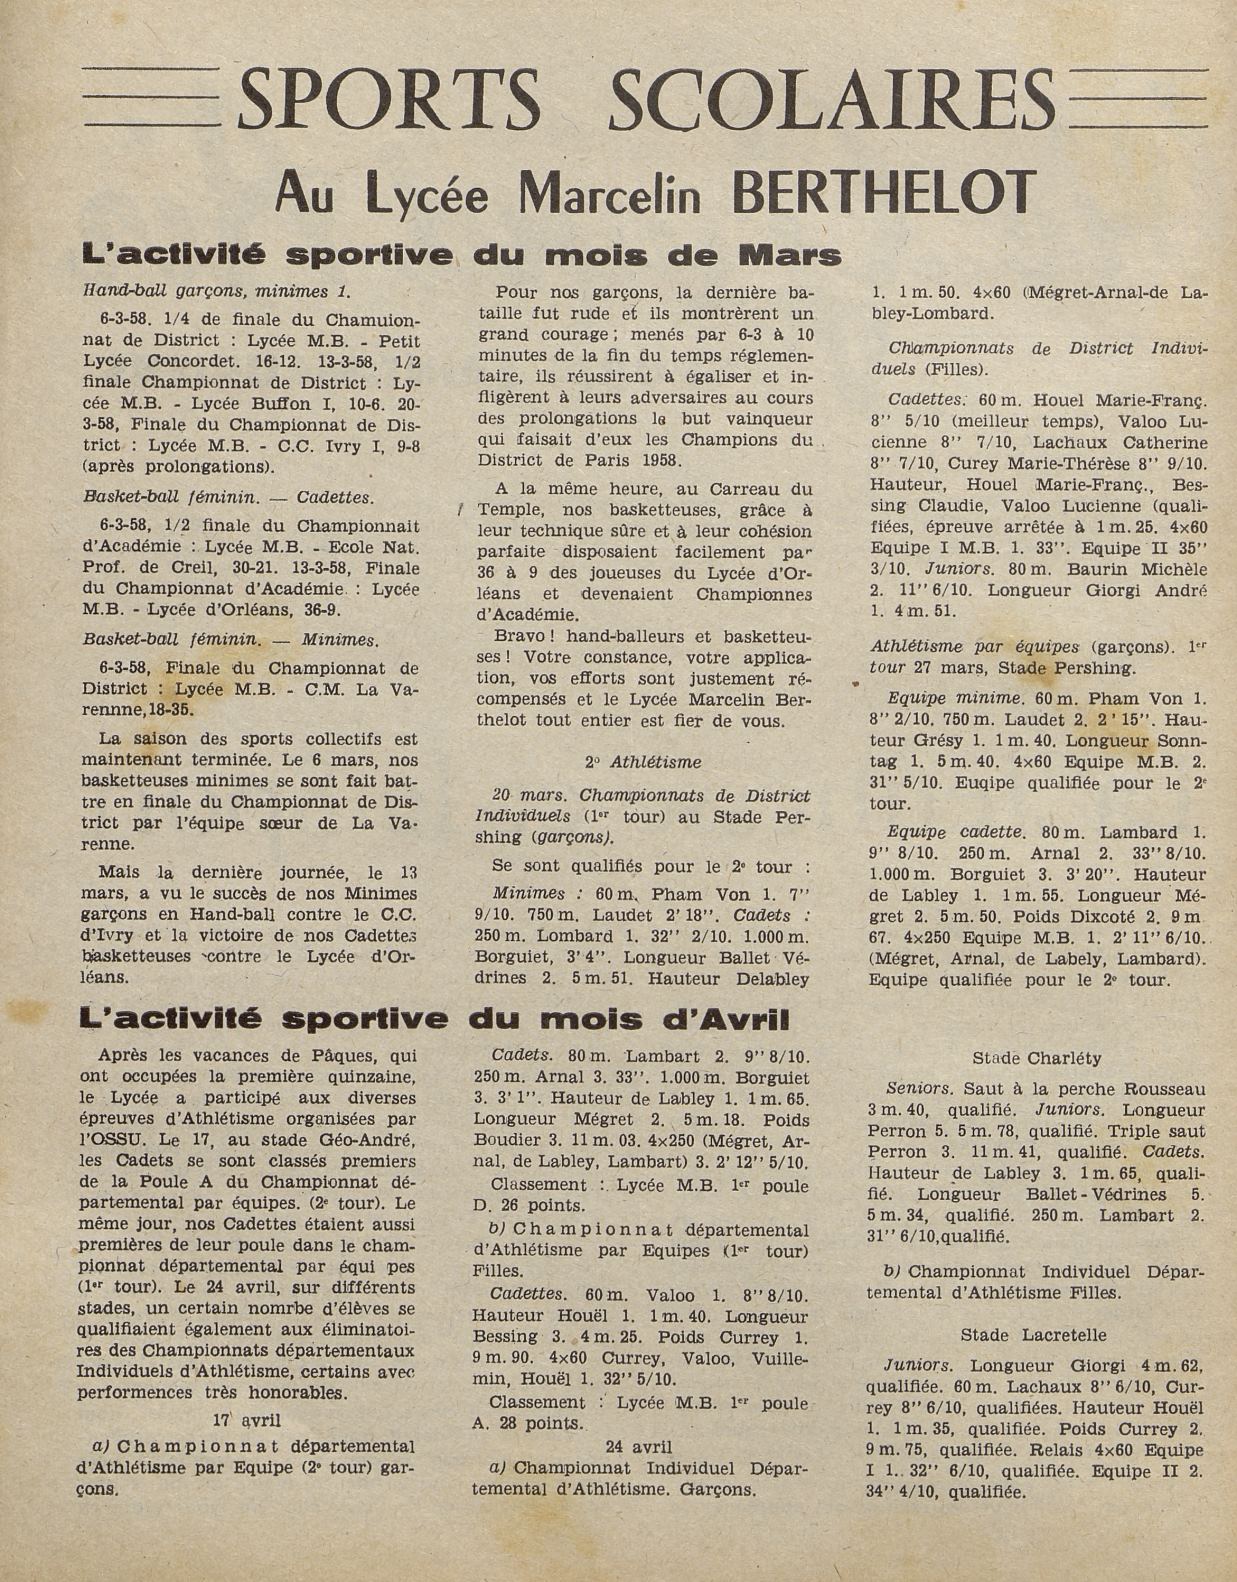 SPORTS SCOLAIRES
Au Lycée Marcelin BERTHELOT
L'activité sportive du mois de Mars
Hand-ball garçons, minimes 1.
6-3-58. 1/4 de finale du Chamuion-
nat de District : Lycée M.B. - Petit
Lycée Concordet. 16-12. 13-3-58, 1/2
finale Championnat de District : Ly-
cée M.B. - Lycée Buffon I, 10-6. 20-
3-58, Finale du Championnat de Dis-
trict : Lycée M.B. - C.C. Ivry I, 9-8
(après prolongations).
Basket-ball féminin. — Cadettes.
6-3-58, 1/2 finale du Championnait
d'Académie : Lycée M.B. - Ecole Nat.
Prof. de Creil, 30-21. 13-3-58, Finale
du Championnat d'Académie : Lycée
M.B. - Lycée d'Orléans, 36-9.
Basket-ball féminin. — Minimes.
6-3-58, Finale du Championnat de
District : Lycée M.B. - C.M. La Va-
rennne, 18-35.
La saison des sports collectifs est
maintenant terminée. Le 6 mars, nos
basketteuses minimes se sont fait bat-
tre en finale du Championnat de Dis-
trict par l'équipe sœur de La Va-
renne.
Mais la dernière journée, le 13
mars, a vu le succès de nos Minimes
garçons en Hand-ball contre le C.C.
d'Ivry et la victoire de nos Cadettes
basketteuses contre le Lycée d'Or-
léans.
Pour nos garçons, la dernière ba-
taille fut rude et ils montrèrent un
grand courage ; menés par 6-3 à 10
minutes de la fin du temps réglemen-
taire, ils réussirent à égaliser et in-
fligèrent à leurs adversaires au cours
des prolongations le but vainqueur
qui faisait d'eux les Champions du
District de Paris 1958.
A la même heure, au Carreau du
Temple, nos basketteuses, grâce à
leur technique sûre et à leur cohésion
parfaite disposaient facilement par
36 à 9 des joueuses du Lycée d'Or-
léans et devenaient Championnes
d'Académie.
Bravo ! hand-balleurs et basketteu-
ses ! Votre constance, votre applica-
tion, vos efforts sont justement ré-
compensés et le Lycée Marcelin Ber-
thelot tout entier est fier de vous.
2° Athlétisme
20 mars. Championnats de District
Individuels (1er tour) au Stade Per-
shing (garçons).
Se sont qualifiés pour le 2e tour :
Minimes : 60 m. Pham Von 1. 7''
9/10. 750 m. Laudet 2' 18''. Cadets :
250 m. Lombard 1. 32'' 2/10. 1.000 m.
Borguiet, 3' 4''. Longueur Ballet Vé-
drines 2. 5 m. 51. Hauteur Delabley
1. 1 m. 50. 4×60 (Mégret-Arnal-de La-
bley-Lombard.
Championnats de District Indivi-
duels (Filles).
Cadettes: 60 m. Houel Marie-Franç.
8'' 5/10 (meilleur temps), Valoo Lu-
cienne 8'' 7/10, Lachaux Catherine
8'' 7/10, Curey Marie-Thérèse 8'' 9/10.
Hauteur, Houel Marie-Franç., Bes-
sing Claudie, Valoo Lucienne (quali-
fiées, épreuve arrêtée à 1 m. 25. 4×60
Equipe I M.B. 1. 33''. Equipe II 35''
3/10. Juniors. 80 m. Baurin Michèle
2. 11'' 6/10. Longueur Giorgi André
1. 4 m. 51.
Athlétisme par équipes (garçons). 1er
tour 27 mars, Stade Pershing.
Equipe minime. 60 m. Pham Von 1.
8'' 2/10. 750 m. Laudet 2. 2' 15''. Hau-
teur Grésy 1. 1 m. 40. Longueur Sonn-
tag 1. 5 m. 40. 4×60 Equipe M.B. 2.
31'' 5/10. Euqipe qualifiée pour le 2e
tour.
Equipe cadette. 80 m. Lambard 1.
9'' 8/10. 250 m. Arnal 2. 33'' 8/10.
1.000 m. Borguiet 3. 3' 20''. Hauteur
de Labley 1. 1 m. 55. Longueur Mé-
gret 2. 5 m. 50. Poids Dixcoté 2. 9 m
67. 4×250 Equipe M.B. 1. 2' 11'' 6/10.
(Mégret, Arnal, de Labely, Lambard).
Equipe qualifiée pour le 2e tour.
L'activité sportive du mois d'Avril
Après les vacances de Pâques, qui
ont occupées la première quinzaine,
le Lycée a participé aux diverses
épreuves d'Athlétisme organisées par
l'OSSU. Le 17, au stade Géo-André,
les Cadets se sont classés premiers
de la Poule A du Championnat dé-
partemental par équipes. (2e tour). Le
même jour, nos Cadettes étaient aussi
premières de leur poule dans le cham-
pionnat départemental par équi pes
(1er tour). Le 24 avril, sur différents
stades, un certain nomrbe d'élèves se
qualifiaient également aux éliminatoi-
res des Championnats départementaux
Individuels d'Athlétisme, certains avec
performences très honorables.
17 avril
a) Championnat départemental
d'Athlétisme par Equipe (2e tour) gar-
çons.
Cadets. 80 m. Lambart 2. 9'' 8/10.
250 m. Arnal 3. 33''. 1.000 m. Borguiet
3. 3' 1''. Hauteur de Labley 1. 1 m. 65.
Longueur Mégret 2. 5 m. 18. Poids
Boudier 3. 11 m. 03. 4×250 (Mégret, Ar-
nal, de Labley, Lambart) 3. 2' 12'' 5/10.
Classement : Lycée M.B. 1er poule
D. 26 points.
b) Championnat départemental
d'Athlétisme par Equipes (1er tour)
Filles.
Cadettes. 60 m. Valoo 1. 8'' 8/10.
Hauteur Houël 1. 1 m. 40. Longueur
Bessing 3. 4 m. 25. Poids Currey 1.
9 m. 90. 4×60 Currey, Valoo, Vuille-
min, Houël 1. 32'' 5/10.
Classement : Lycée M.B. 1er poule
A. 28 points.
24 avril
a) Championnat Individuel Dépar-
temental d'Athlétisme. Garçons.
Stade Charléty
Seniors. Saut à la perche Rousseau
3 m. 40, qualifié. Juniors. Longueur
Perron 5. 5 m. 78, qualifié. Triple saut
Perron 3. 11 m. 41, qualifié. Cadets.
Hauteur de Labley 3. 1 m. 65, quali-
fié. Longueur Ballet-Védrines 5.
5 m. 34, qualifié. 250 m. Lambart 2.
31'' 6/10, qualifié.
b) Championnat Individuel Dépar-
temental d'Athlétisme Filles.
Stade Lacretelle
Juniors. Longueur Giorgi 4 m. 62,
qualifiée. 60 m. Lachaux 8'' 6/10, Cur-
rey 8'' 6/10, qualifiées. Hauteur Houël
1. 1 m. 35, qualifiée. Poids Currey 2.
9 m. 75, qualifiée. Relais 4×60 Equipe
I 1. 32'' 6/10, qualifiée. Equipe II 2.
34'' 4/10, qualifiée.